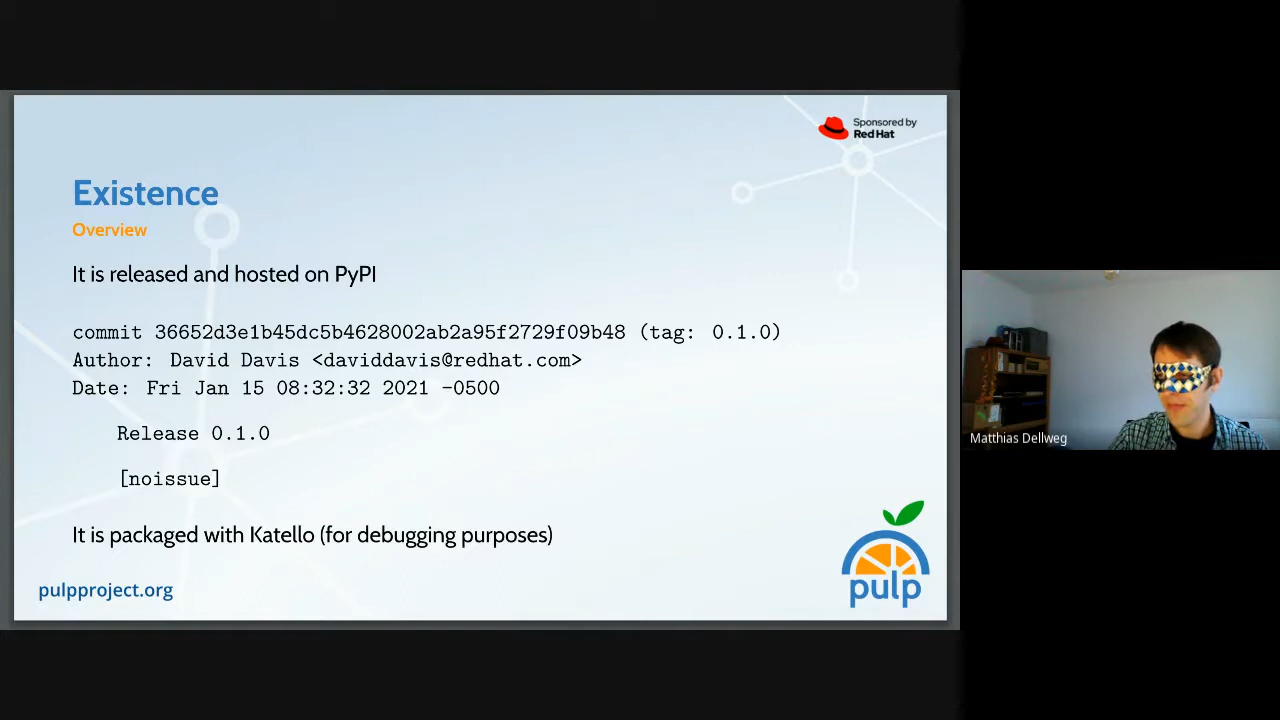 Sponsored by
Red Hat
Existence
Overview
It is released and hosted on PyPI
commit 36652d3e1b45dc5b4628002ab2a95f2729f09b48 (tag: 0.1.0)
Author: David Davis <daviddavis@redhat.com>
Date: Fri Jan 15 08:32:32 2021 -0500
Release 0.1.0
[noissue]
It is packaged with Katello (for debugging purposes)
pulpproject.org
pulp
Matthias Dellweg